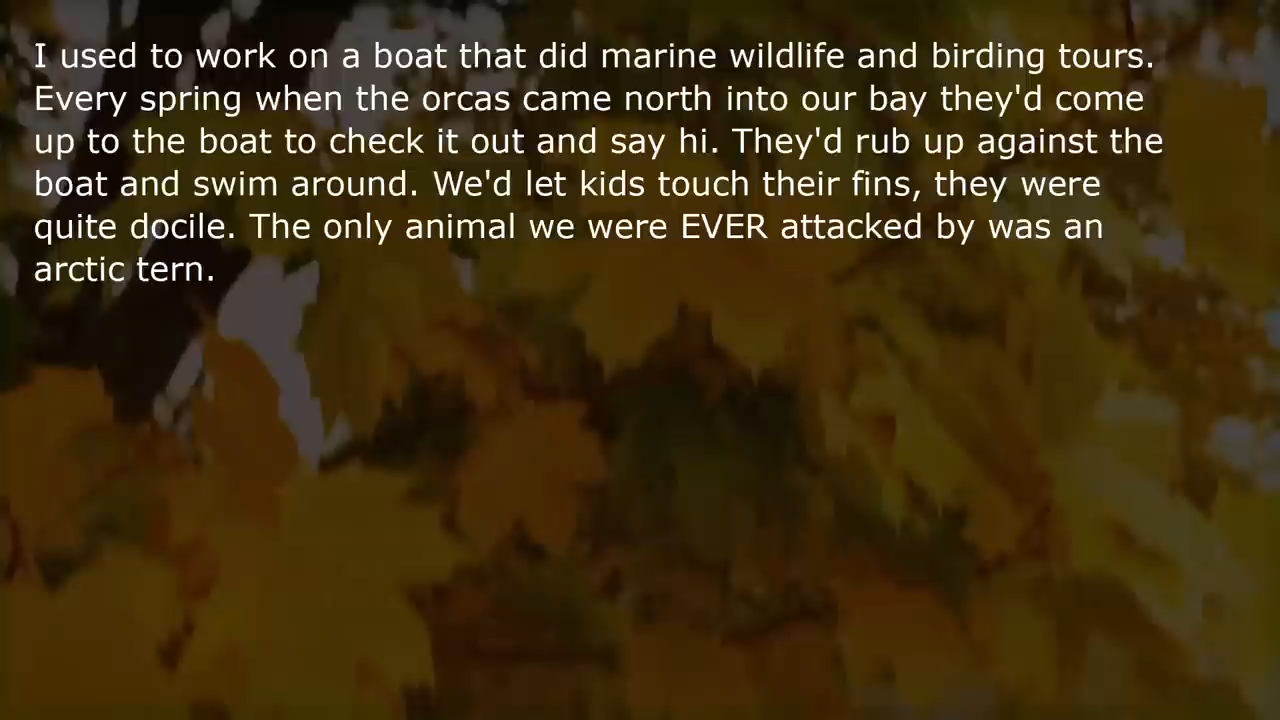 I used to work on a boat that did marine wildlife and birding tours.
Every spring when the orcas came north into our bay they'd come
up to the boat to check it out and say hi. They'd rub up against the
boat and swim around. We'd let kids touch their fins, they were
quite docile. The only animal we were EVER attacked by was an
arctic tern.